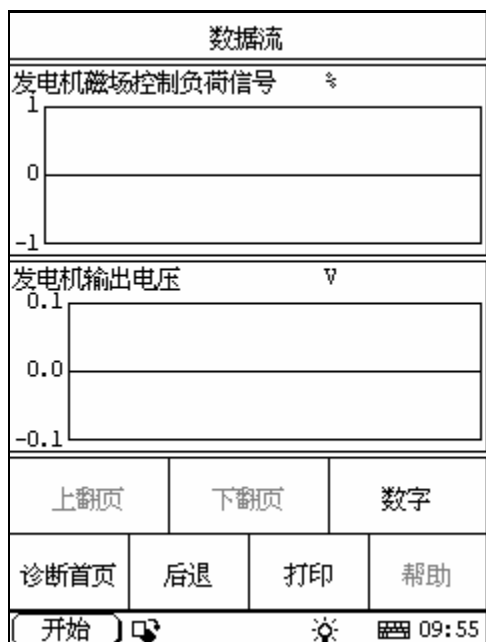 数据流
发电机磁场控制负荷信号 %
1
0
-1
发电机输出电压 V
0.1
0.0
-0.1
上翻页 下翻页 数字
诊断首页 后退 打印 帮助
开始 09:55